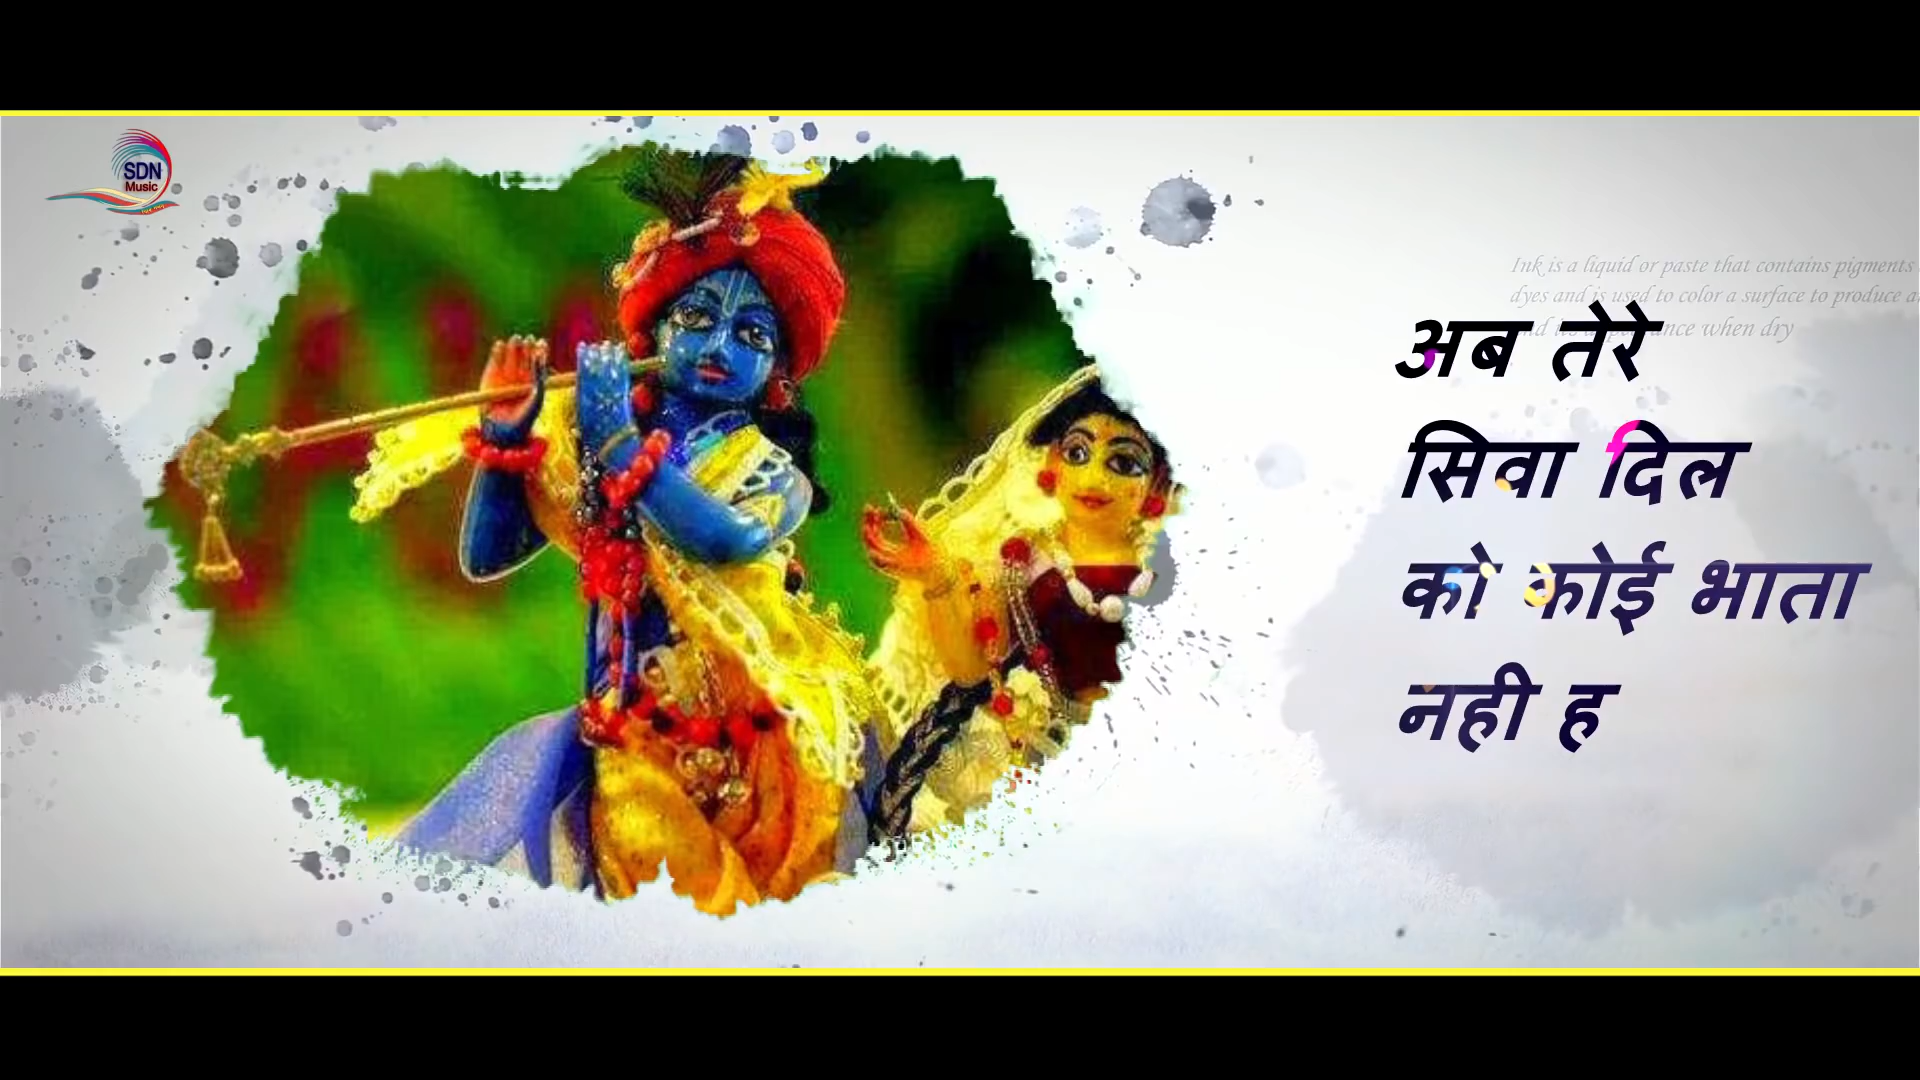 SDN
Music
Ink is a liquid or paste that contains pigments
dyes and is used to color a surface to produce
when dry
अब तेरे
सिवा दिल
को कोई भाता
नही ह